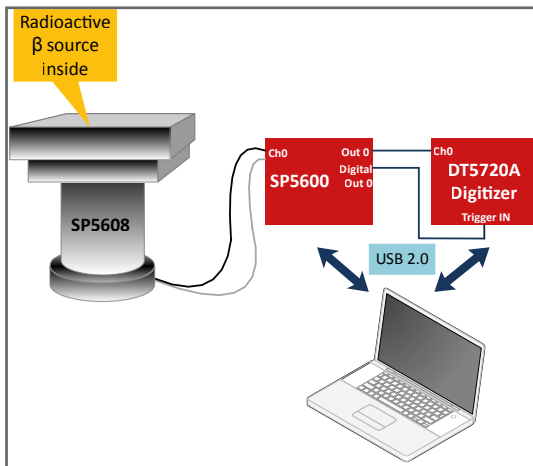 Radioactive
β source
inside
SP5608
Ch0
Out 0
SP5600
Digital
Out 0
Ch0
DT5720A
Digitizer
Trigger IN
USB 2.0